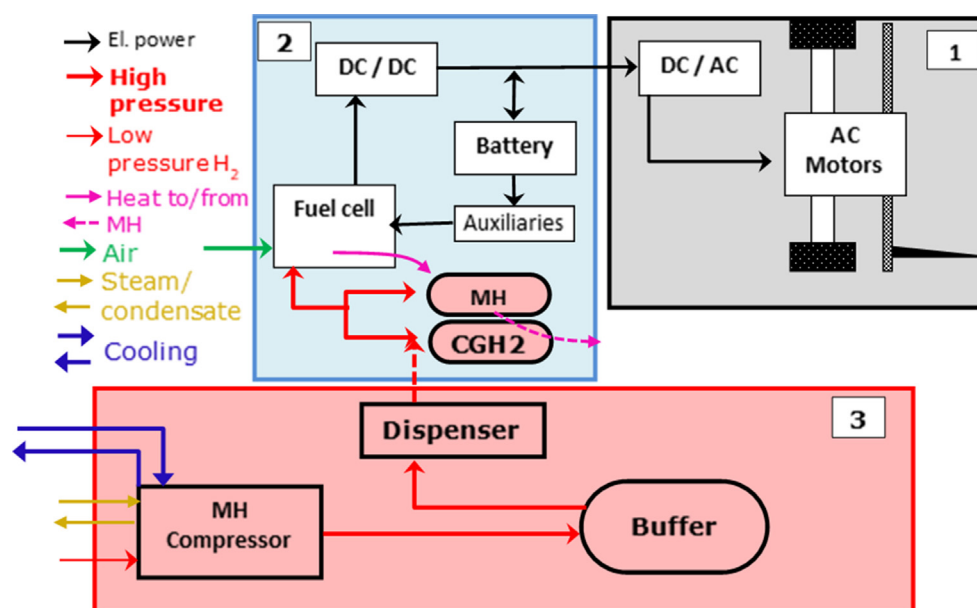 El. power
High
pressure
Low
pressure H₂
Heat to/from
MH
Air
Steam/
condensate
Cooling
2
DC / DC
Battery
Fuel cell
Auxiliaries
MH
CGH2
1
DC / AC
AC
Motors
3
Dispenser
MH
Compressor
Buffer